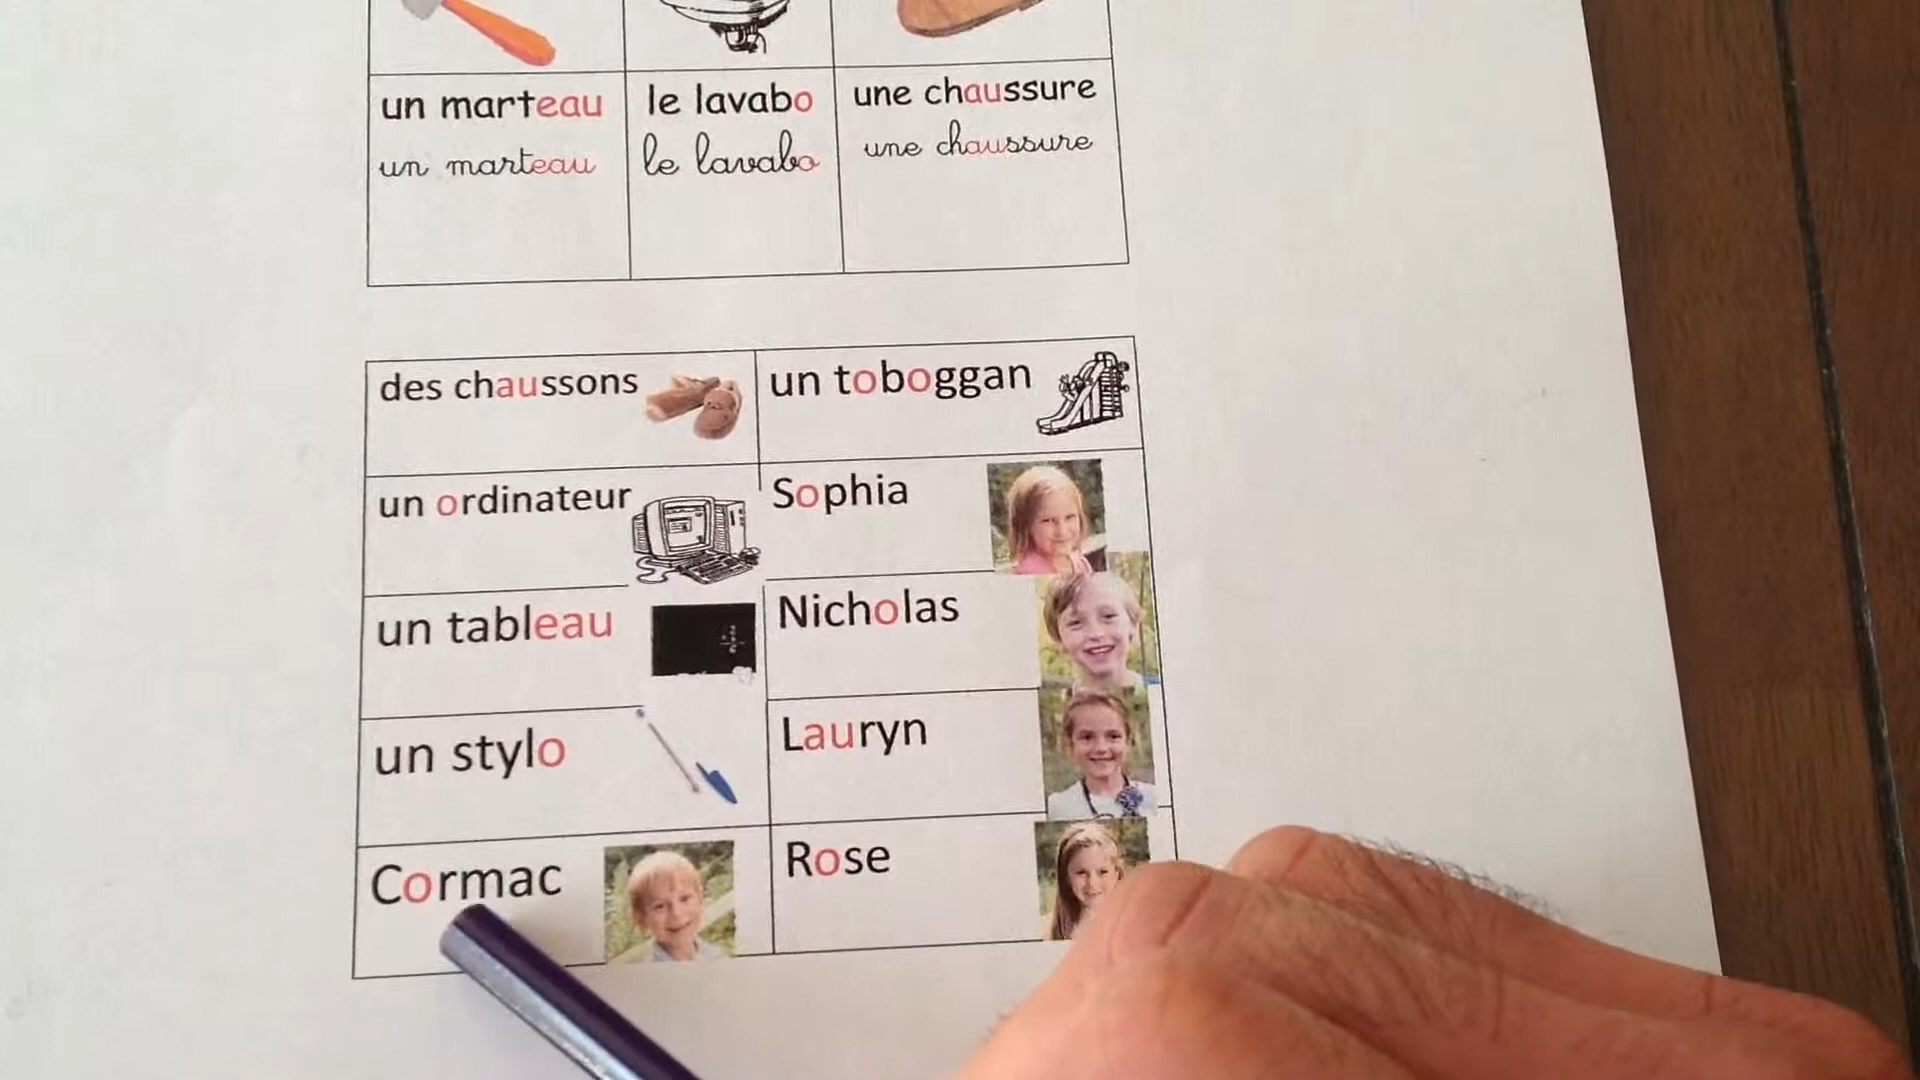 un marteau
un marteau
le lavabo
le lavabo
une chaussure
une chaussure
des chaussons
un toboggan
un ordinateur
Sophia
un tableau
Nicholas
un stylo
Lauryn
Cormac
Rose